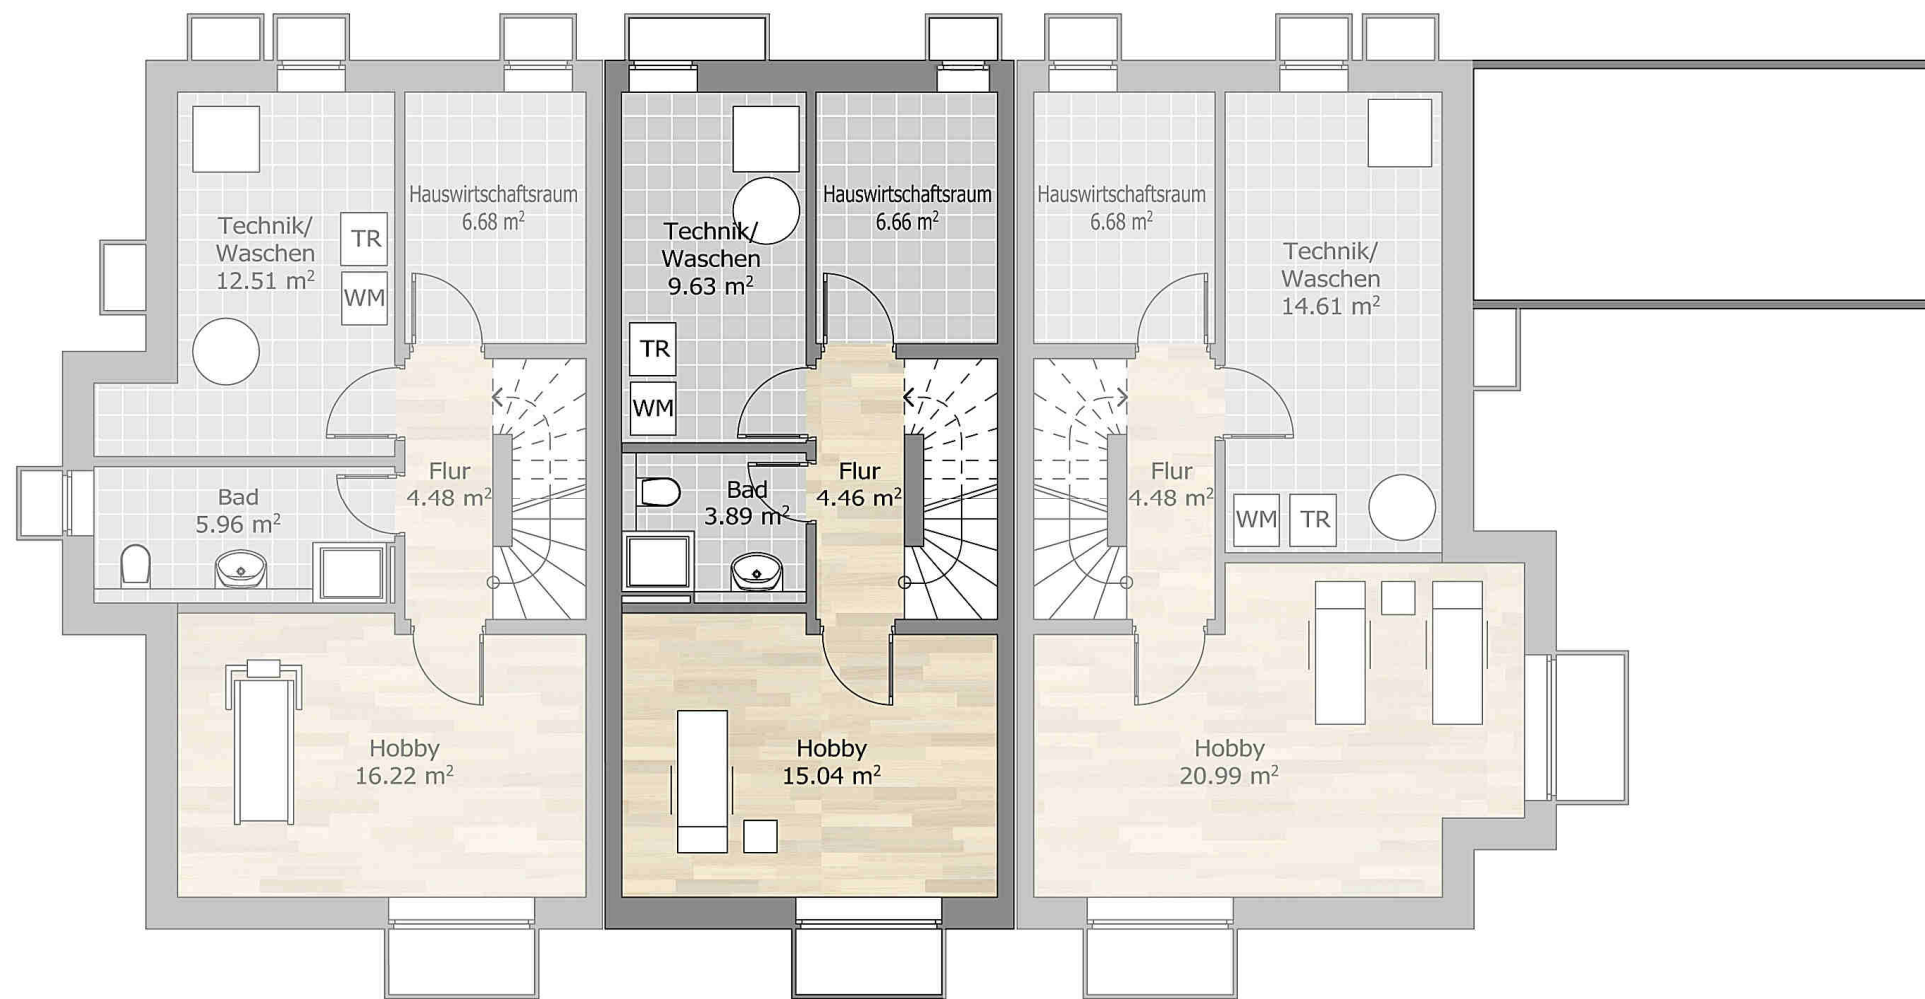 Technik/
Waschen
12.51 m²
TR
WM
Hauswirtschaftsraum
6.68 m²
Flur
4.48 m²
Bad
5.96 m²
Hobby
16.22 m²
Technik/
Waschen
9.63 m²
TR
WM
Hauswirtschaftsraum
6.66 m²
Flur
4.46 m²
Bad
3.89 m²
Hobby
15.04 m²
Hauswirtschaftsraum
6.68 m²
Technik/
Waschen
14.61 m²
Flur
4.48 m²
WM
TR
Hobby
20.99 m²